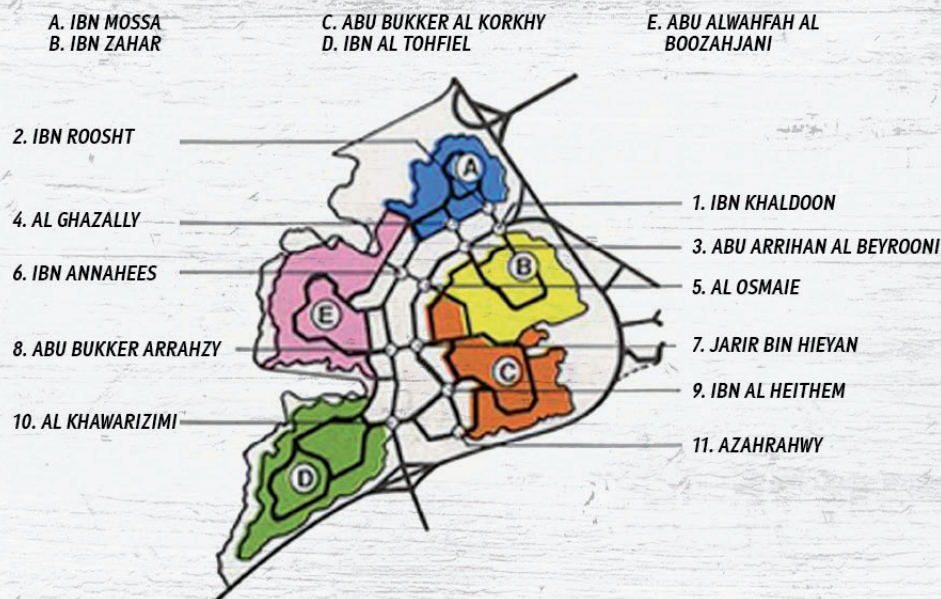 A. IBN MOSSA
B. IBN ZAHAR
C. ABU BUKKER AL KORKHY
D. IBN AL TOHFIEL
E. ABU ALWAHFAH AL
BOOZAHJANI
2. IBN ROOSHT
4. AL GHAZALLY
6. IBN ANNAHEES
8. ABU BUKKER ARRAHZY
10. AL KHAWARIZIMI
1. IBN KHALDOON
3. ABU ARRIHAN AL BEYROONI
5. AL OSMAIE
7. JARIR BIN HIEYAN
9. IBN AL HEITHEM
11. AZAHRAHWY
A
B
E
C
D